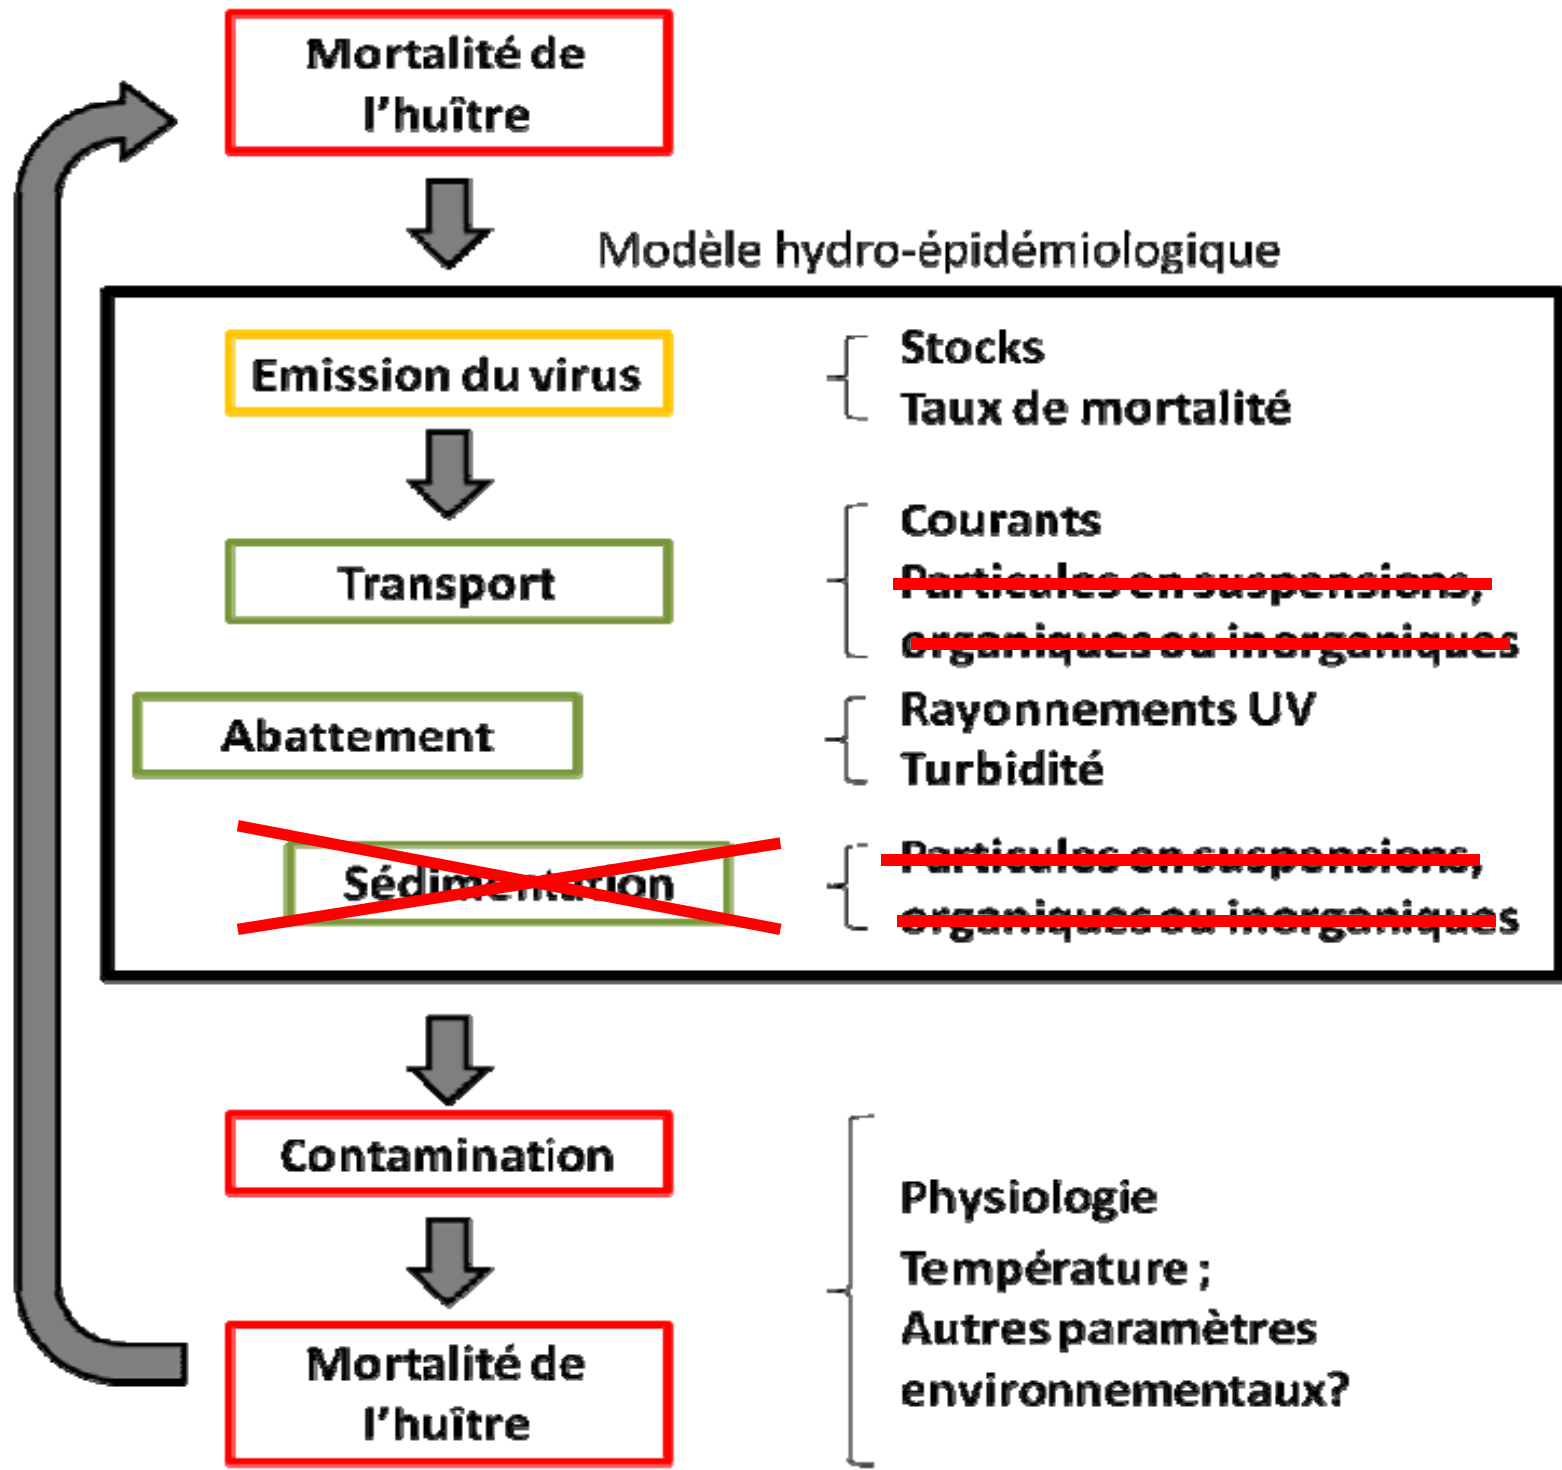 Mortalité de
l'huître
Modèle hydro-épidémiologique
Emission du virus
Stocks
Taux de mortalité
Transport
Courants
Particules en suspensions,
organiques ou inorganiques
Abattement
Rayonnements UV
Turbidité
Sédimentation
Particules en suspensions,
organiques ou inorganiques
Contamination
Physiologie
Température ;
Autres paramètres
environnementaux?
Mortalité de
l'huître